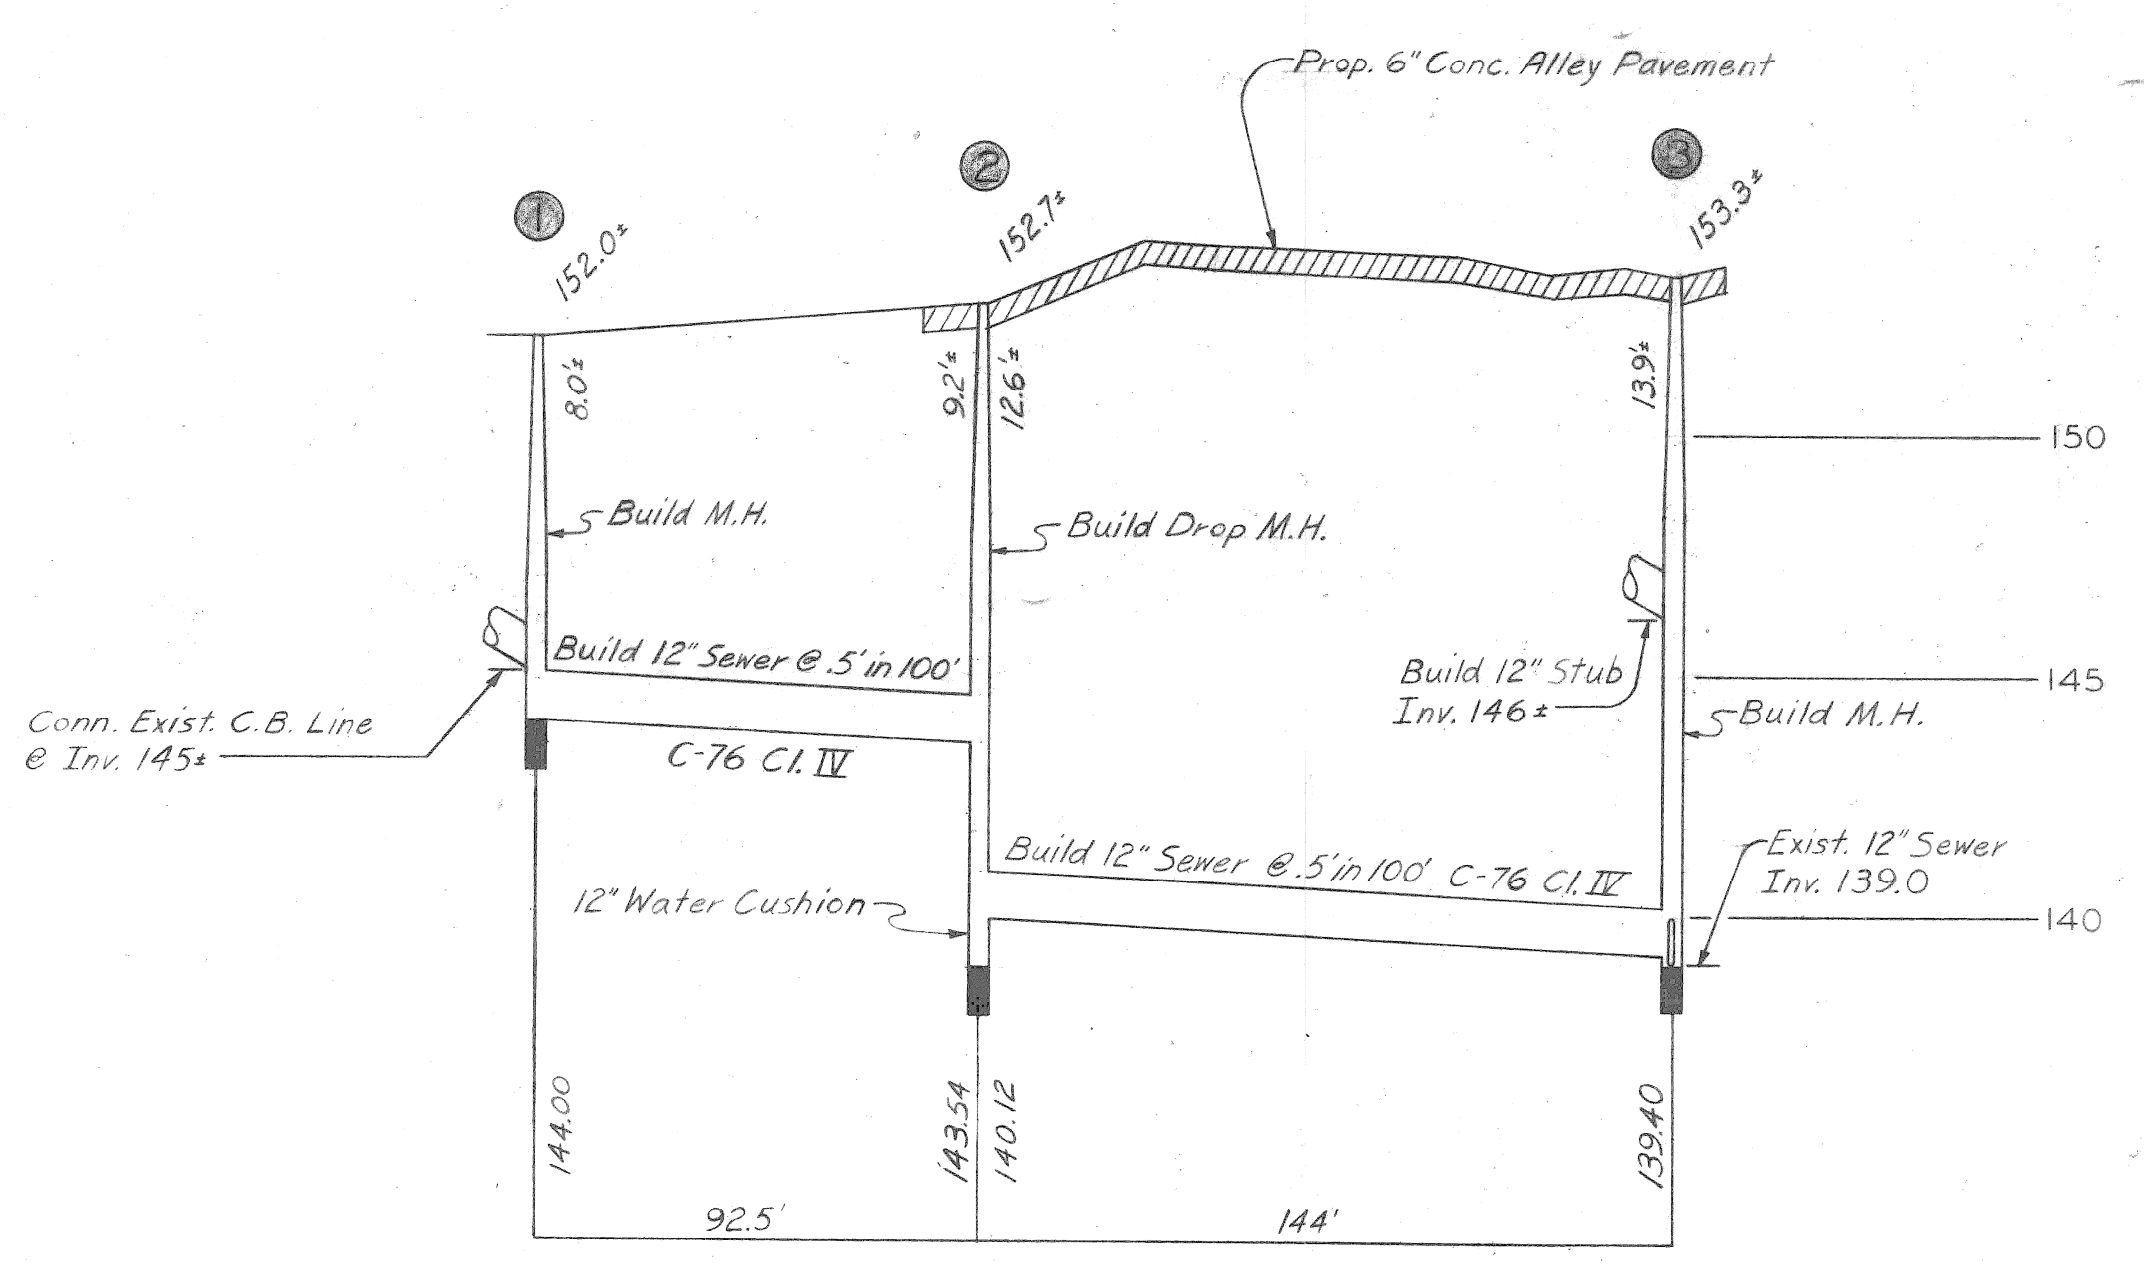 Prop. 6" Conc. Alley Pavement
1
2
3
152.0±
152.7±
153.3±
8.0'±
9.2'±
12.6'±
13.9'±
150
Build M.H.
Build Drop M.H.
Build 12" Sewer @ .5' in 100'
C-76 Cl. IV
Build 12" Stub
Inv. 146±
145
Build M.H.
Conn. Exist. C.B. Line
@ Inv. 145±
Build 12" Sewer @ .5' in 100' C-76 Cl. IV
Exist. 12" Sewer
Inv. 139.0
12" Water Cushion
140
144.00
143.54
140.12
139.40
92.5'
144'